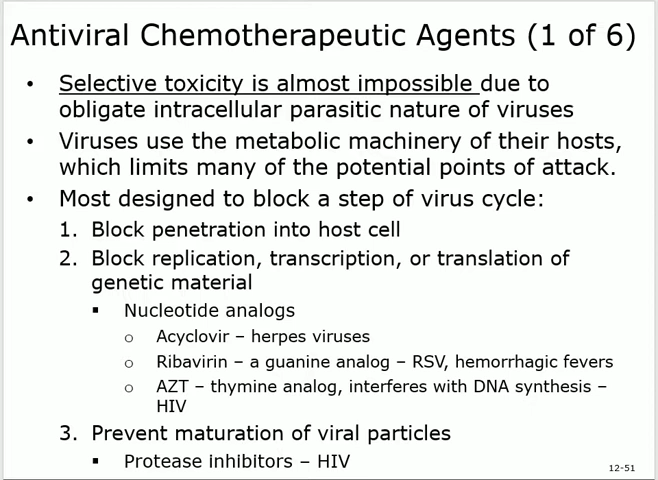 Antiviral Chemotherapeutic Agents (1 of 6)
• Selective toxicity is almost impossible due to
obligate intracellular parasitic nature of viruses
• Viruses use the metabolic machinery of their hosts,
which limits many of the potential points of attack.
• Most designed to block a step of virus cycle:
1. Block penetration into host cell
2. Block replication, transcription, or translation of
genetic material
▪ Nucleotide analogs
o Acyclovir – herpes viruses
o Ribavirin – a guanine analog – RSV, hemorrhagic fevers
o AZT – thymine analog, interferes with DNA synthesis –
HIV
3. Prevent maturation of viral particles
▪ Protease inhibitors – HIV
12-51